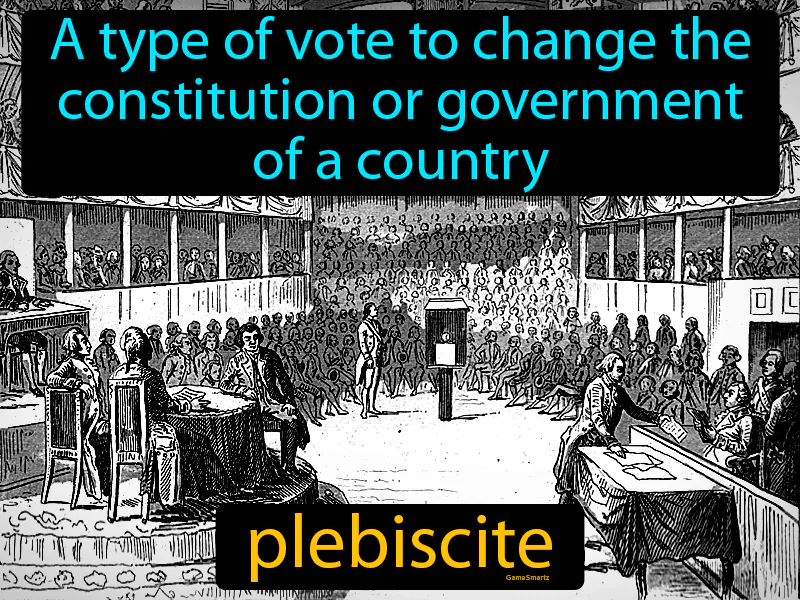 A type of vote to change the
constitution or government
of a country
plebiscite
GameSmartz